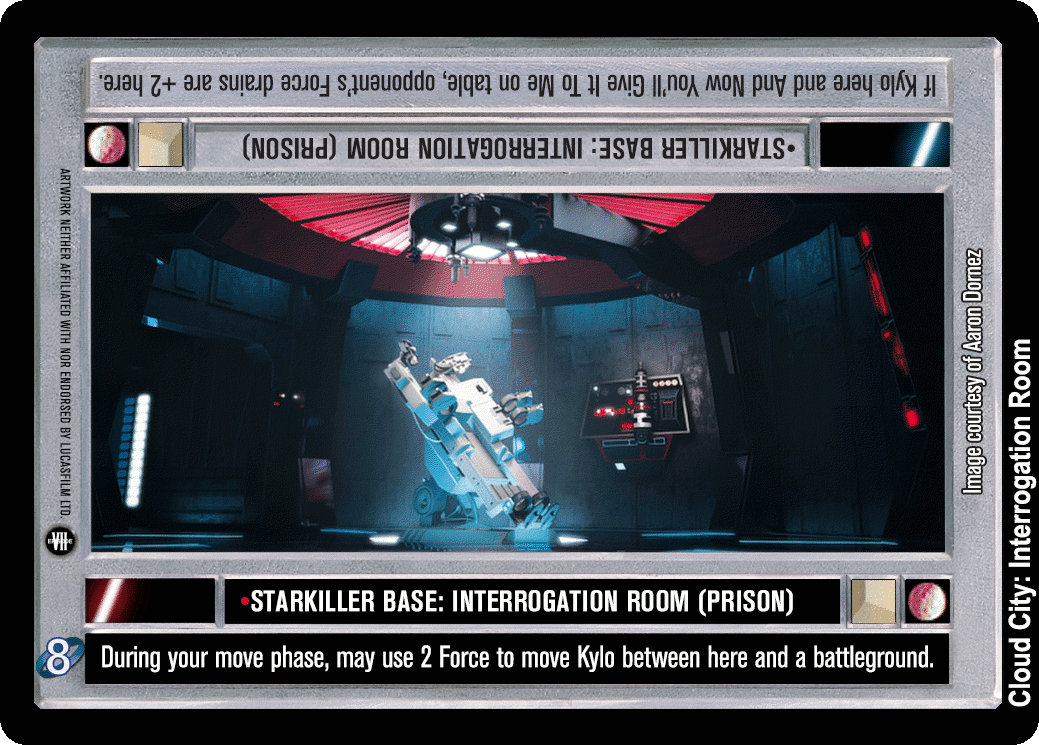 If Kylo here and And Now You'll Give It To Me on table, opponent's Force drains are +2 here.
•STARKILLER BASE: INTERROGATION ROOM (PRISON)
ARTWORK NEITHER AFFILIATED WITH NOR ENDORSED BY LUCASFILM LTD.
Image courtesy of Aaron Dornez
EPISODE
VII
•STARKILLER BASE: INTERROGATION ROOM (PRISON)
8
During your move phase, may use 2 Force to move Kylo between here and a battleground.
Cloud City: Interrogation Room